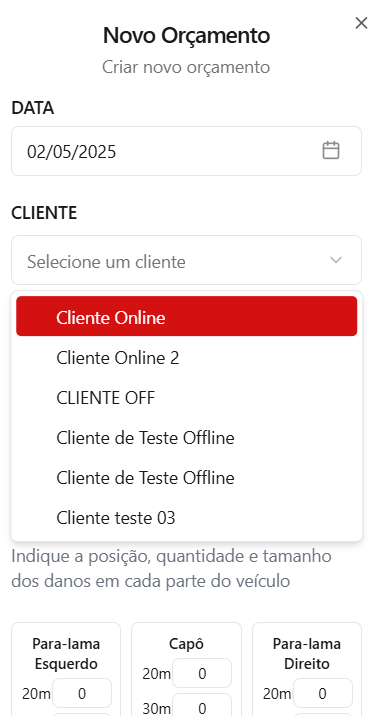 Novo Orçamento
Criar novo orçamento
DATA
02/05/2025
CLIENTE
Selecione um cliente
Cliente Online
Cliente Online 2
CLIENTE OFF
Cliente de Teste Offline
Cliente de Teste Offline
Cliente teste 03
Indique a posição, quantidade e tamanho
dos danos em cada parte do veículo
Para-lama
Esquerdo
20m 0
Capô
20m 0
30m 0
Para-lama
Direito
20m 0